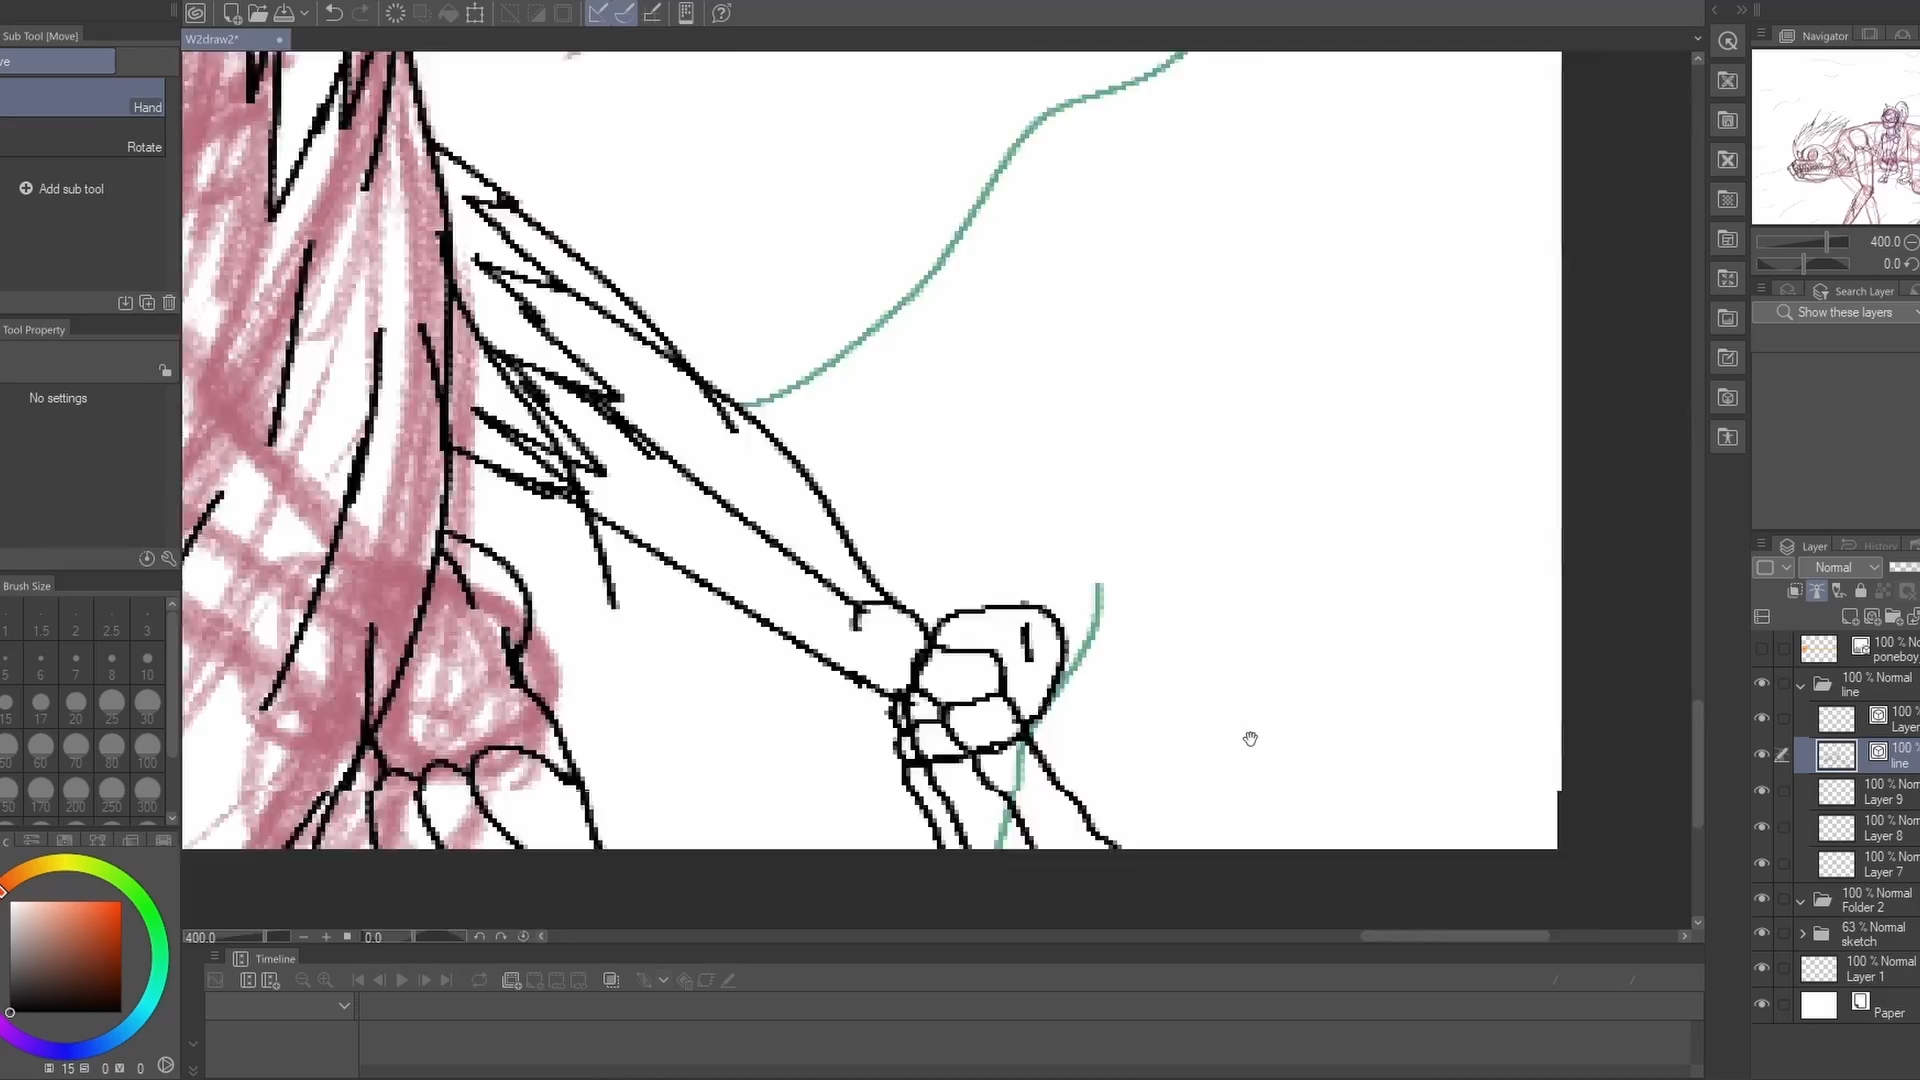 Sub Tool [Move]
W2draw2*
Navigator
ve
Hand
Rotate
Add sub tool
400.0
0.0
Search Layer
Show these layers
Tool Property
No settings
Layer
History
Normal
Brush Size
1 1.5 2 2.5 3
5 6 7 8 10
15 17 20 25 30
50 60 70 80 100
50 170 200 250 300
100 % No
poneboy
100 % Normal
line
100 %
Layer
100 %
line
100 % Nor
Layer 9
100 % Nor
Layer 8
100 % Nor
Layer 7
100 % Normal
Folder 2
63 % Normal
sketch
100 % Normal
Layer 1
Paper
400.0
0.0
Timeline
15 0 0